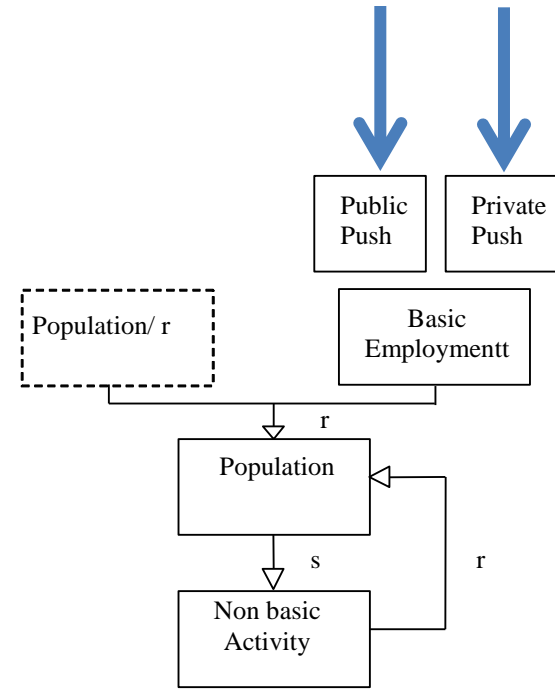 Public
Push
Private
Push
Population/ r
Basic
Employmentt
r
Population
s
r
Non basic
Activity